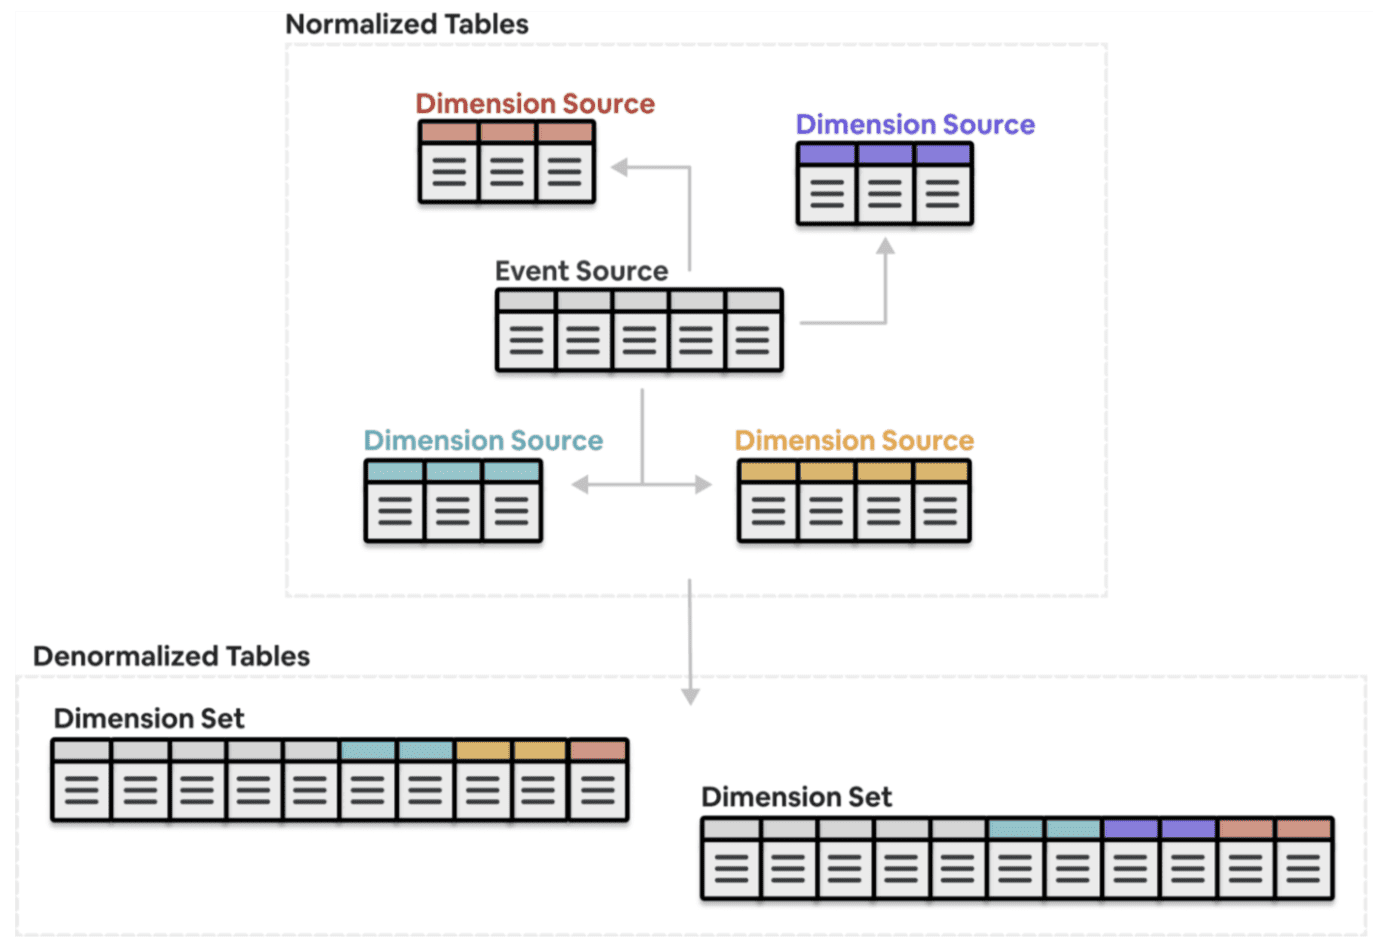 Normalized Tables
Dimension Source
Dimension Source
Event Source
Dimension Source
Dimension Source
Denormalized Tables
Dimension Set
Dimension Set